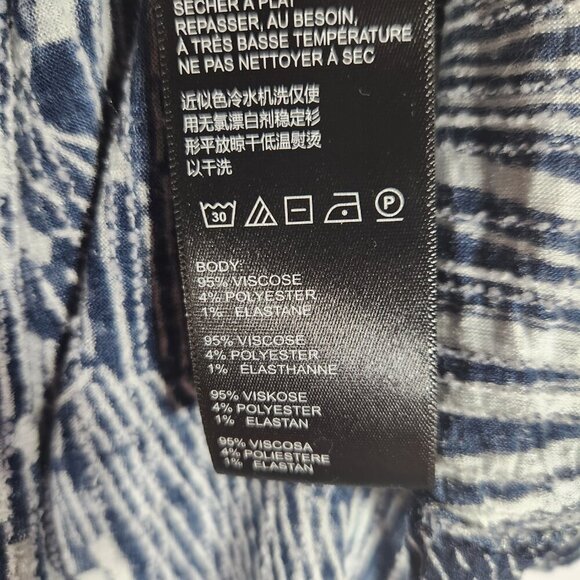 SÉCHER À PLAT
REPASSER, AU BESOIN,
À TRÈS BASSE TEMPÉRATURE
NE PAS NETTOYER À SEC
近似色冷水机洗仅使
用无氯漂白剂稳定衫
形平放晾干低温熨烫
以干洗
30 P
BODY:
95% VISCOSE
4% POLYESTER
1% ELASTANE
95% VISCOSE
4% POLYESTER
1% ELASTHANNE
95% VISKOSE
4% POLYESTER
1% ELASTAN
95% VISCOSA
4% POLIESTERE
1% ELASTAN